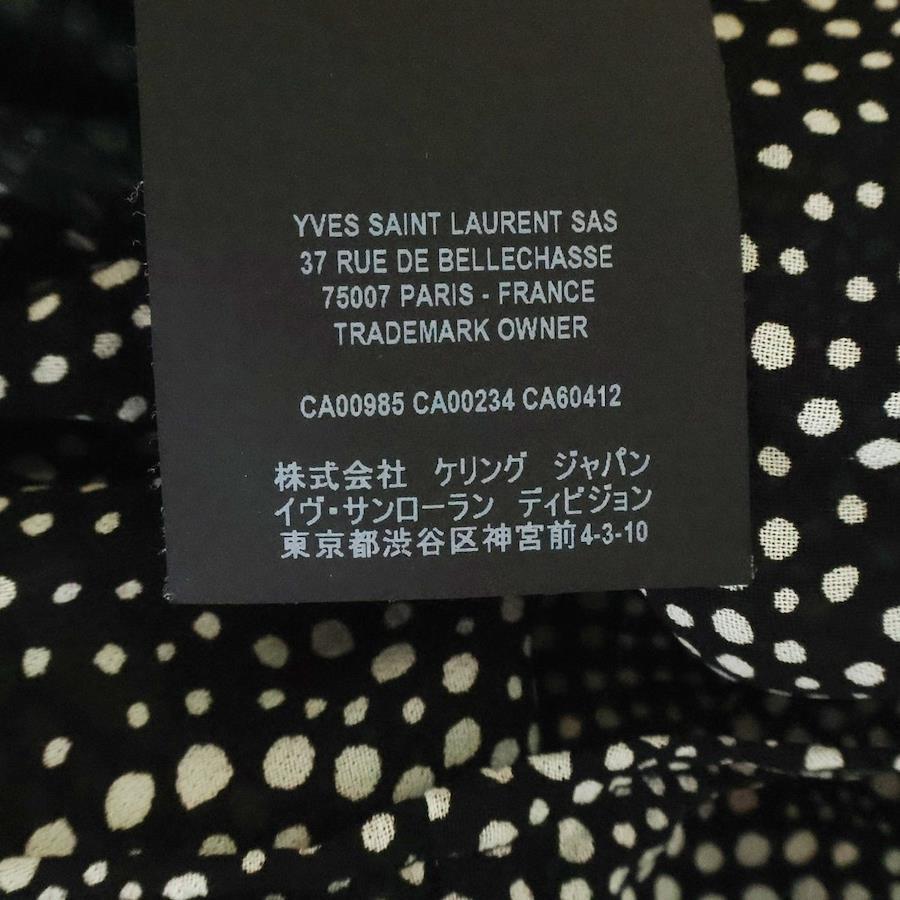 YVES SAINT LAURENT SAS
37 RUE DE BELLECHASSE
75007 PARIS - FRANCE
TRADEMARK OWNER
CA00985 CA00234 CA60412
株式会社 ケリング ジャパン
イヴ・サンローラン ディビジョン
東京都渋谷区神宮前4-3-10